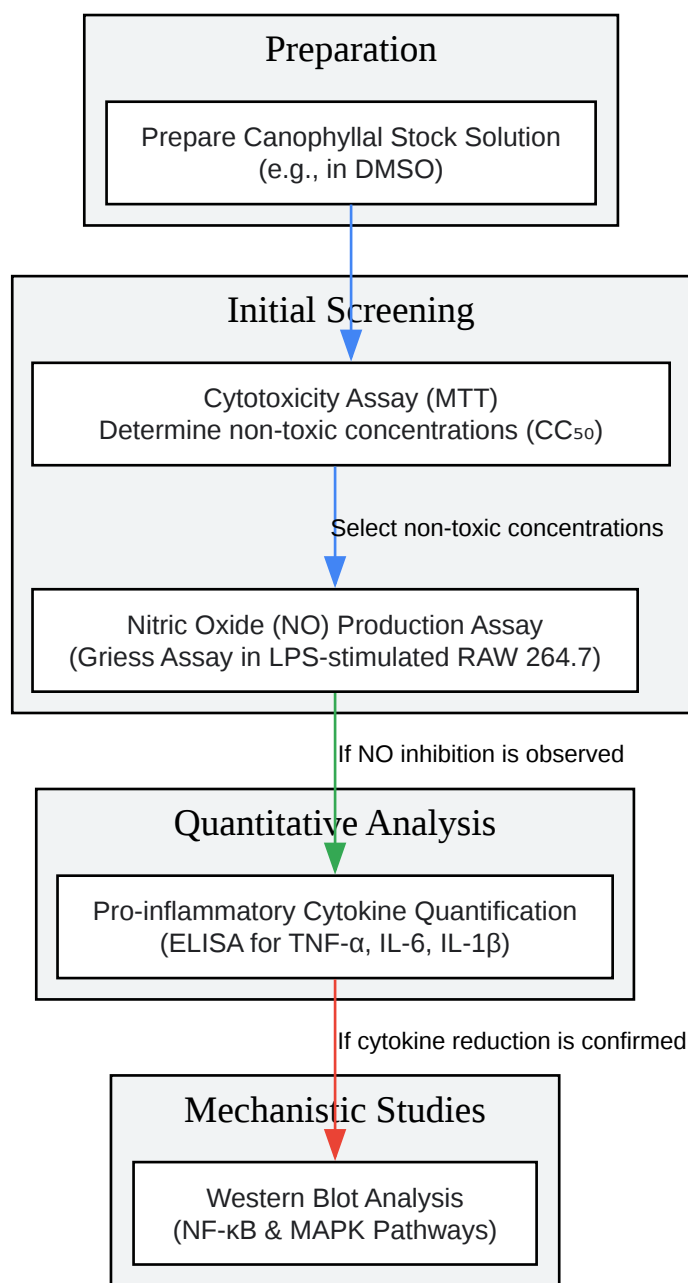 Preparation
Prepare Canophyllal Stock Solution
(e.g., in DMSO)
Initial Screening
Cytotoxicity Assay (MTT)
Determine non-toxic concentrations (CC₅₀)
Select non-toxic concentrations
Nitric Oxide (NO) Production Assay
(Griess Assay in LPS-stimulated RAW 264.7)
If NO inhibition is observed
Quantitative Analysis
Pro-inflammatory Cytokine Quantification
(ELISA for TNF-α, IL-6, IL-1β)
If cytokine reduction is confirmed
Mechanistic Studies
Western Blot Analysis
(NF-κB & MAPK Pathways)